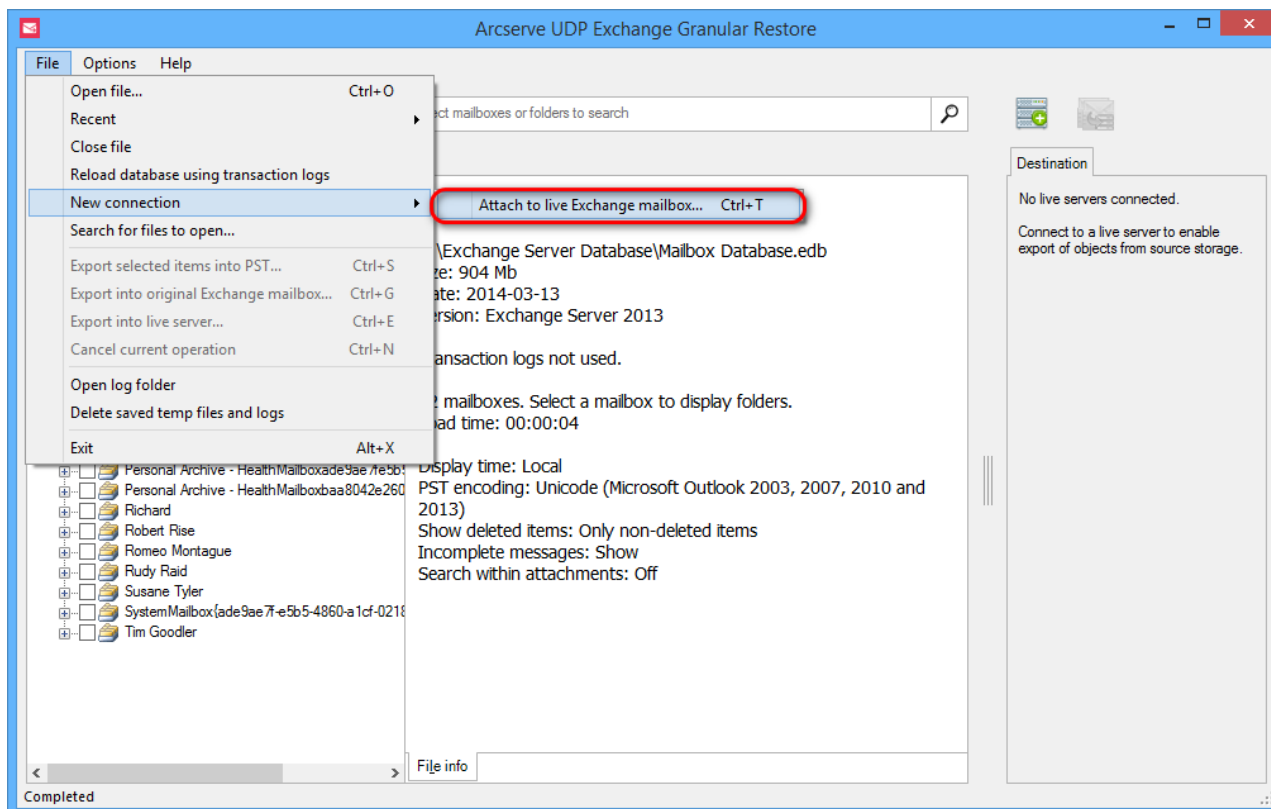 Arcserve UDP Exchange Granular Restore
File Options Help
Open file... Ctrl+O
Recent
Close file
Reload database using transaction logs
New connection
Search for files to open...
Export selected items into PST... Ctrl+S
Export into original Exchange mailbox... Ctrl+G
Export into live server... Ctrl+E
Cancel current operation Ctrl+N
Open log folder
Delete saved temp files and logs
Exit Alt+X
Attach to live Exchange mailbox... Ctrl+T
Personal Archive - HealthMailboxade9ae7fe5b5
Personal Archive - HealthMailboxbaa8042e260
Richard
Robert Rise
Romeo Montague
Rudy Raid
Susane Tyler
SystemMailbox{ade9ae7f-e5b5-4860-a1cf-0218
Tim Goodler
mailboxes or folders to search
\Exchange Server Database\Mailbox Database.edb
904 Mb
2014-03-13
Exchange Server 2013
logs not used.
mailboxes. Select a mailbox to display folders.
time: 00:00:04
Display time: Local
PST encoding: Unicode (Microsoft Outlook 2003, 2007, 2010 and
2013)
Show deleted items: Only non-deleted items
Incomplete messages: Show
Search within attachments: Off
File info
Destination
No live servers connected.
Connect to a live server to enable
export of objects from source storage.
Completed